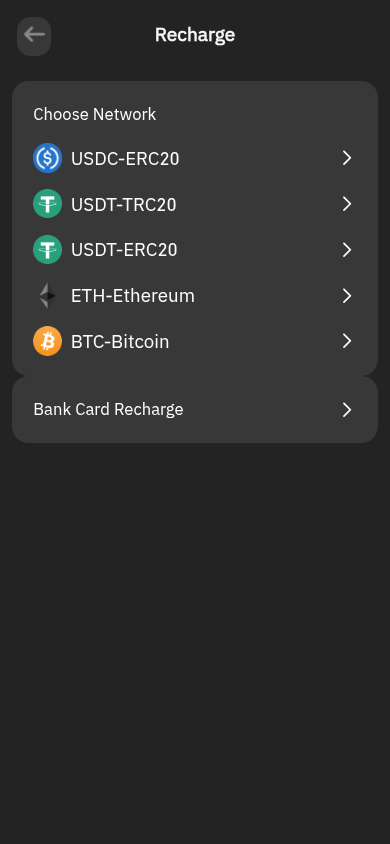 Recharge
Choose Network
USDC-ERC20
USDT-TRC20
USDT-ERC20
ETH-Ethereum
BTC-Bitcoin
Bank Card Recharge